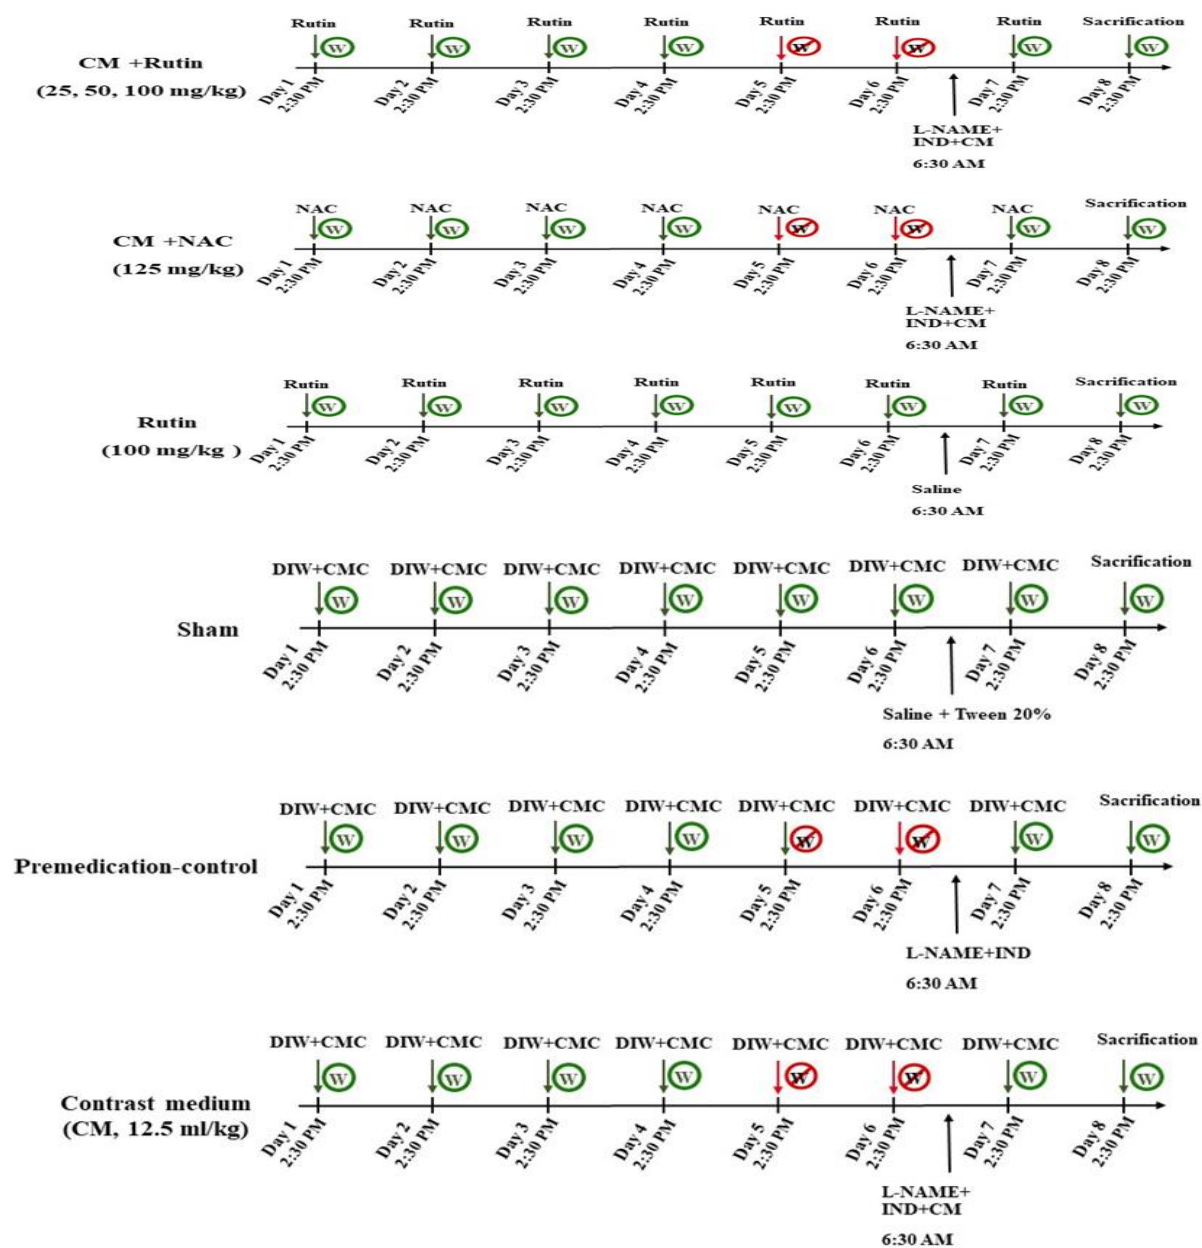 Rutin Rutin Rutin Rutin Rutin Rutin Rutin Sacrification
W W W W W W W W
CM +Rutin
(25, 50, 100 mg/kg)
Day 1 2:30 PM Day 2 2:30 PM Day 3 2:30 PM Day 4 2:30 PM Day 5 2:30 PM Day 6 2:30 PM Day 7 2:30 PM Day 8 2:30 PM
L-NAME+
IND+CM
6:30 AM
NAC NAC NAC NAC NAC NAC NAC Sacrification
W W W W W W W W
CM +NAC
(125 mg/kg)
Day 1 2:30 PM Day 2 2:30 PM Day 3 2:30 PM Day 4 2:30 PM Day 5 2:30 PM Day 6 2:30 PM Day 7 2:30 PM Day 8 2:30 PM
L-NAME+
IND+CM
6:30 AM
Rutin Rutin Rutin Rutin Rutin Rutin Rutin Sacrification
W W W W W W W W
Rutin
(100 mg/kg )
Day 1 2:30 PM Day 2 2:30 PM Day 3 2:30 PM Day 4 2:30 PM Day 5 2:30 PM Day 6 2:30 PM Day 7 2:30 PM Day 8 2:30 PM
Saline
6:30 AM
DIW+CMC DIW+CMC DIW+CMC DIW+CMC DIW+CMC DIW+CMC DIW+CMC Sacrification
W W W W W W W W
Sham
Day 1 2:30 PM Day 2 2:30 PM Day 3 2:30 PM Day 4 2:30 PM Day 5 2:30 PM Day 6 2:30 PM Day 7 2:30 PM Day 8 2:30 PM
Saline + Tween 20%
6:30 AM
DIW+CMC DIW+CMC DIW+CMC DIW+CMC DIW+CMC DIW+CMC DIW+CMC Sacrification
W W W W W W W W
Premedication-control
Day 1 2:30 PM Day 2 2:30 PM Day 3 2:30 PM Day 4 2:30 PM Day 5 2:30 PM Day 6 2:30 PM Day 7 2:30 PM Day 8 2:30 PM
L-NAME+IND
6:30 AM
DIW+CMC DIW+CMC DIW+CMC DIW+CMC DIW+CMC DIW+CMC DIW+CMC Sacrification
W W W W W W W W
Contrast medium
(CM, 12.5 ml/kg)
Day 1 2:30 PM Day 2 2:30 PM Day 3 2:30 PM Day 4 2:30 PM Day 5 2:30 PM Day 6 2:30 PM Day 7 2:30 PM Day 8 2:30 PM
L-NAME+
IND+CM
6:30 AM